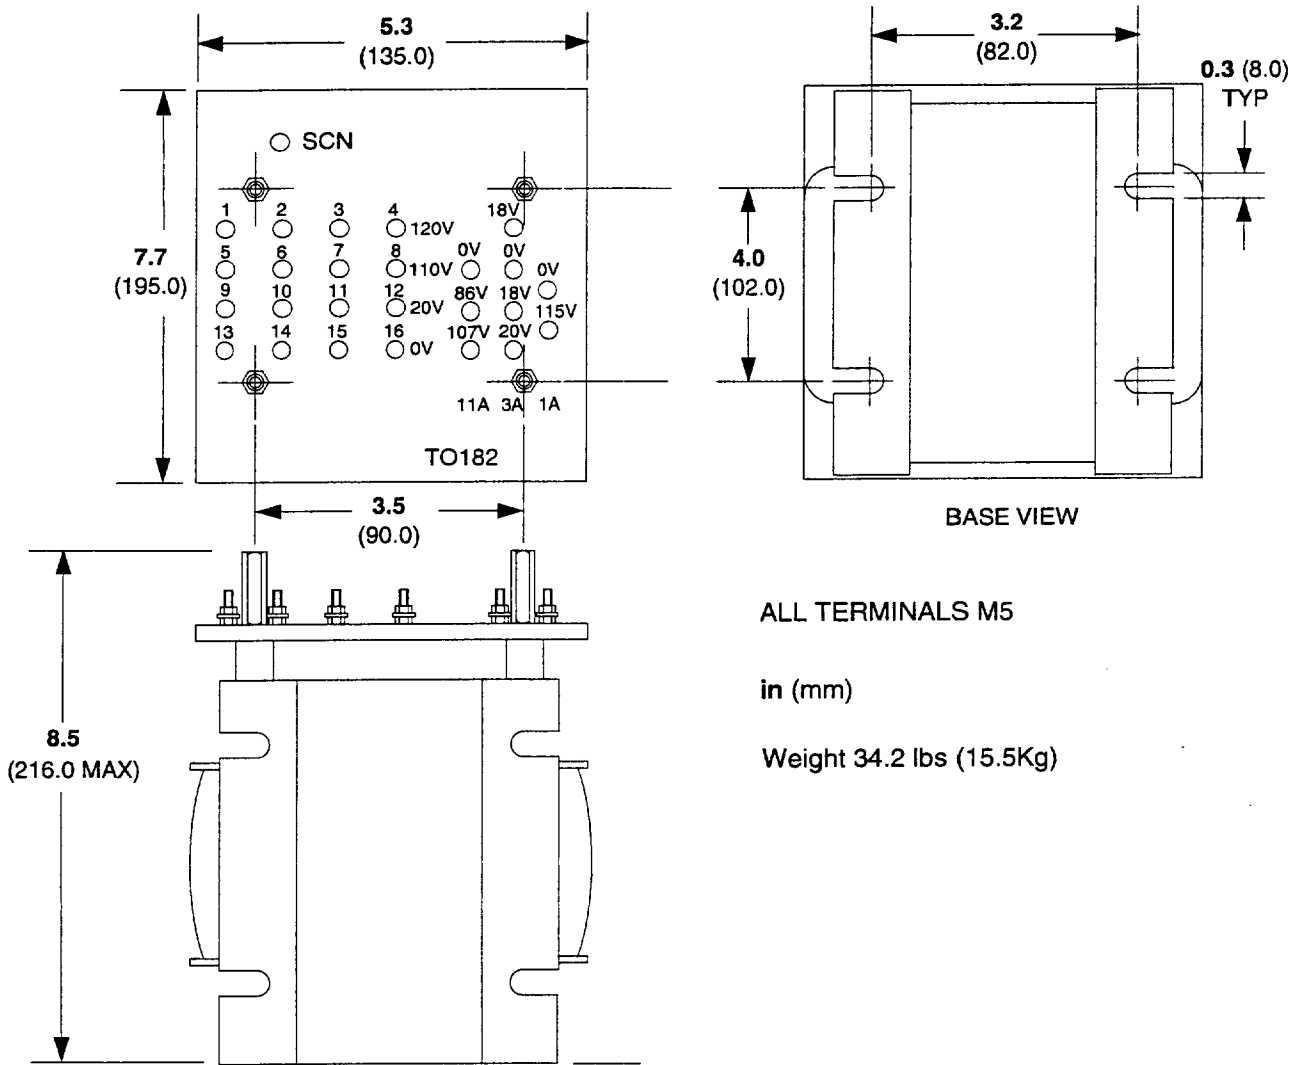 5.3
(135.0)
3.2
(82.0)
0.3 (8.0)
TYP
SCN
1 2 3 4 18V
120V
7.7
(195.0)
5 6 7 8 0V 0V 0V
110V
9 10 11 12 86V 18V 115V
20V
13 14 15 16 107V 20V
0V
11A 3A 1A
TO182
4.0
(102.0)
3.5
(90.0)
BASE VIEW
8.5
(216.0 MAX)
ALL TERMINALS M5
in (mm)
Weight 34.2 lbs (15.5Kg)